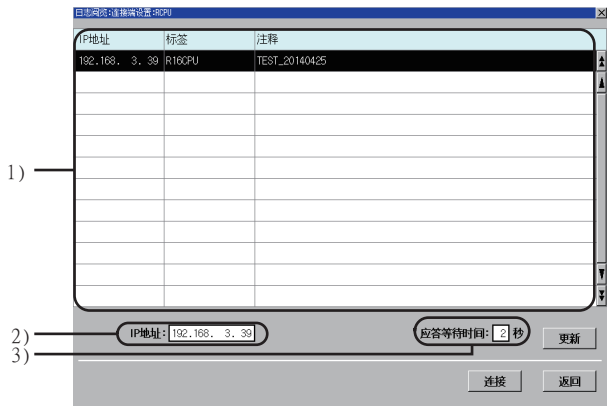 日志阅览:连接端设置:RCPU
IP地址 标签 注释
192.168. 3. 39 R16CPU TEST_20140425
1)
2) IP地址: 192.168. 3. 39 应答等待时间: 2 秒 更新
3)
连接 返回